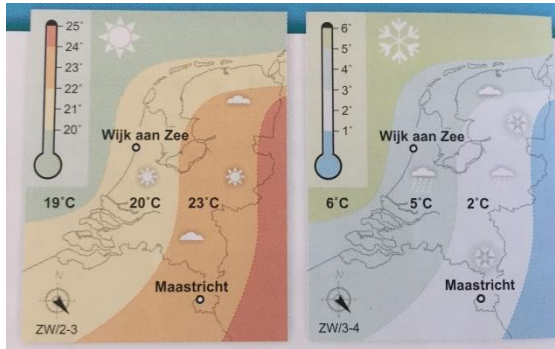 25°
24°
23°
22°
21°
20°
Wijk aan Zee
19°C
20°C
23°C
Maastricht
N
ZW/2-3
6°
5°
4°
3°
2°
1°
Wijk aan Zee
6°C
5°C
2°C
Maastricht
N
ZW/3-4